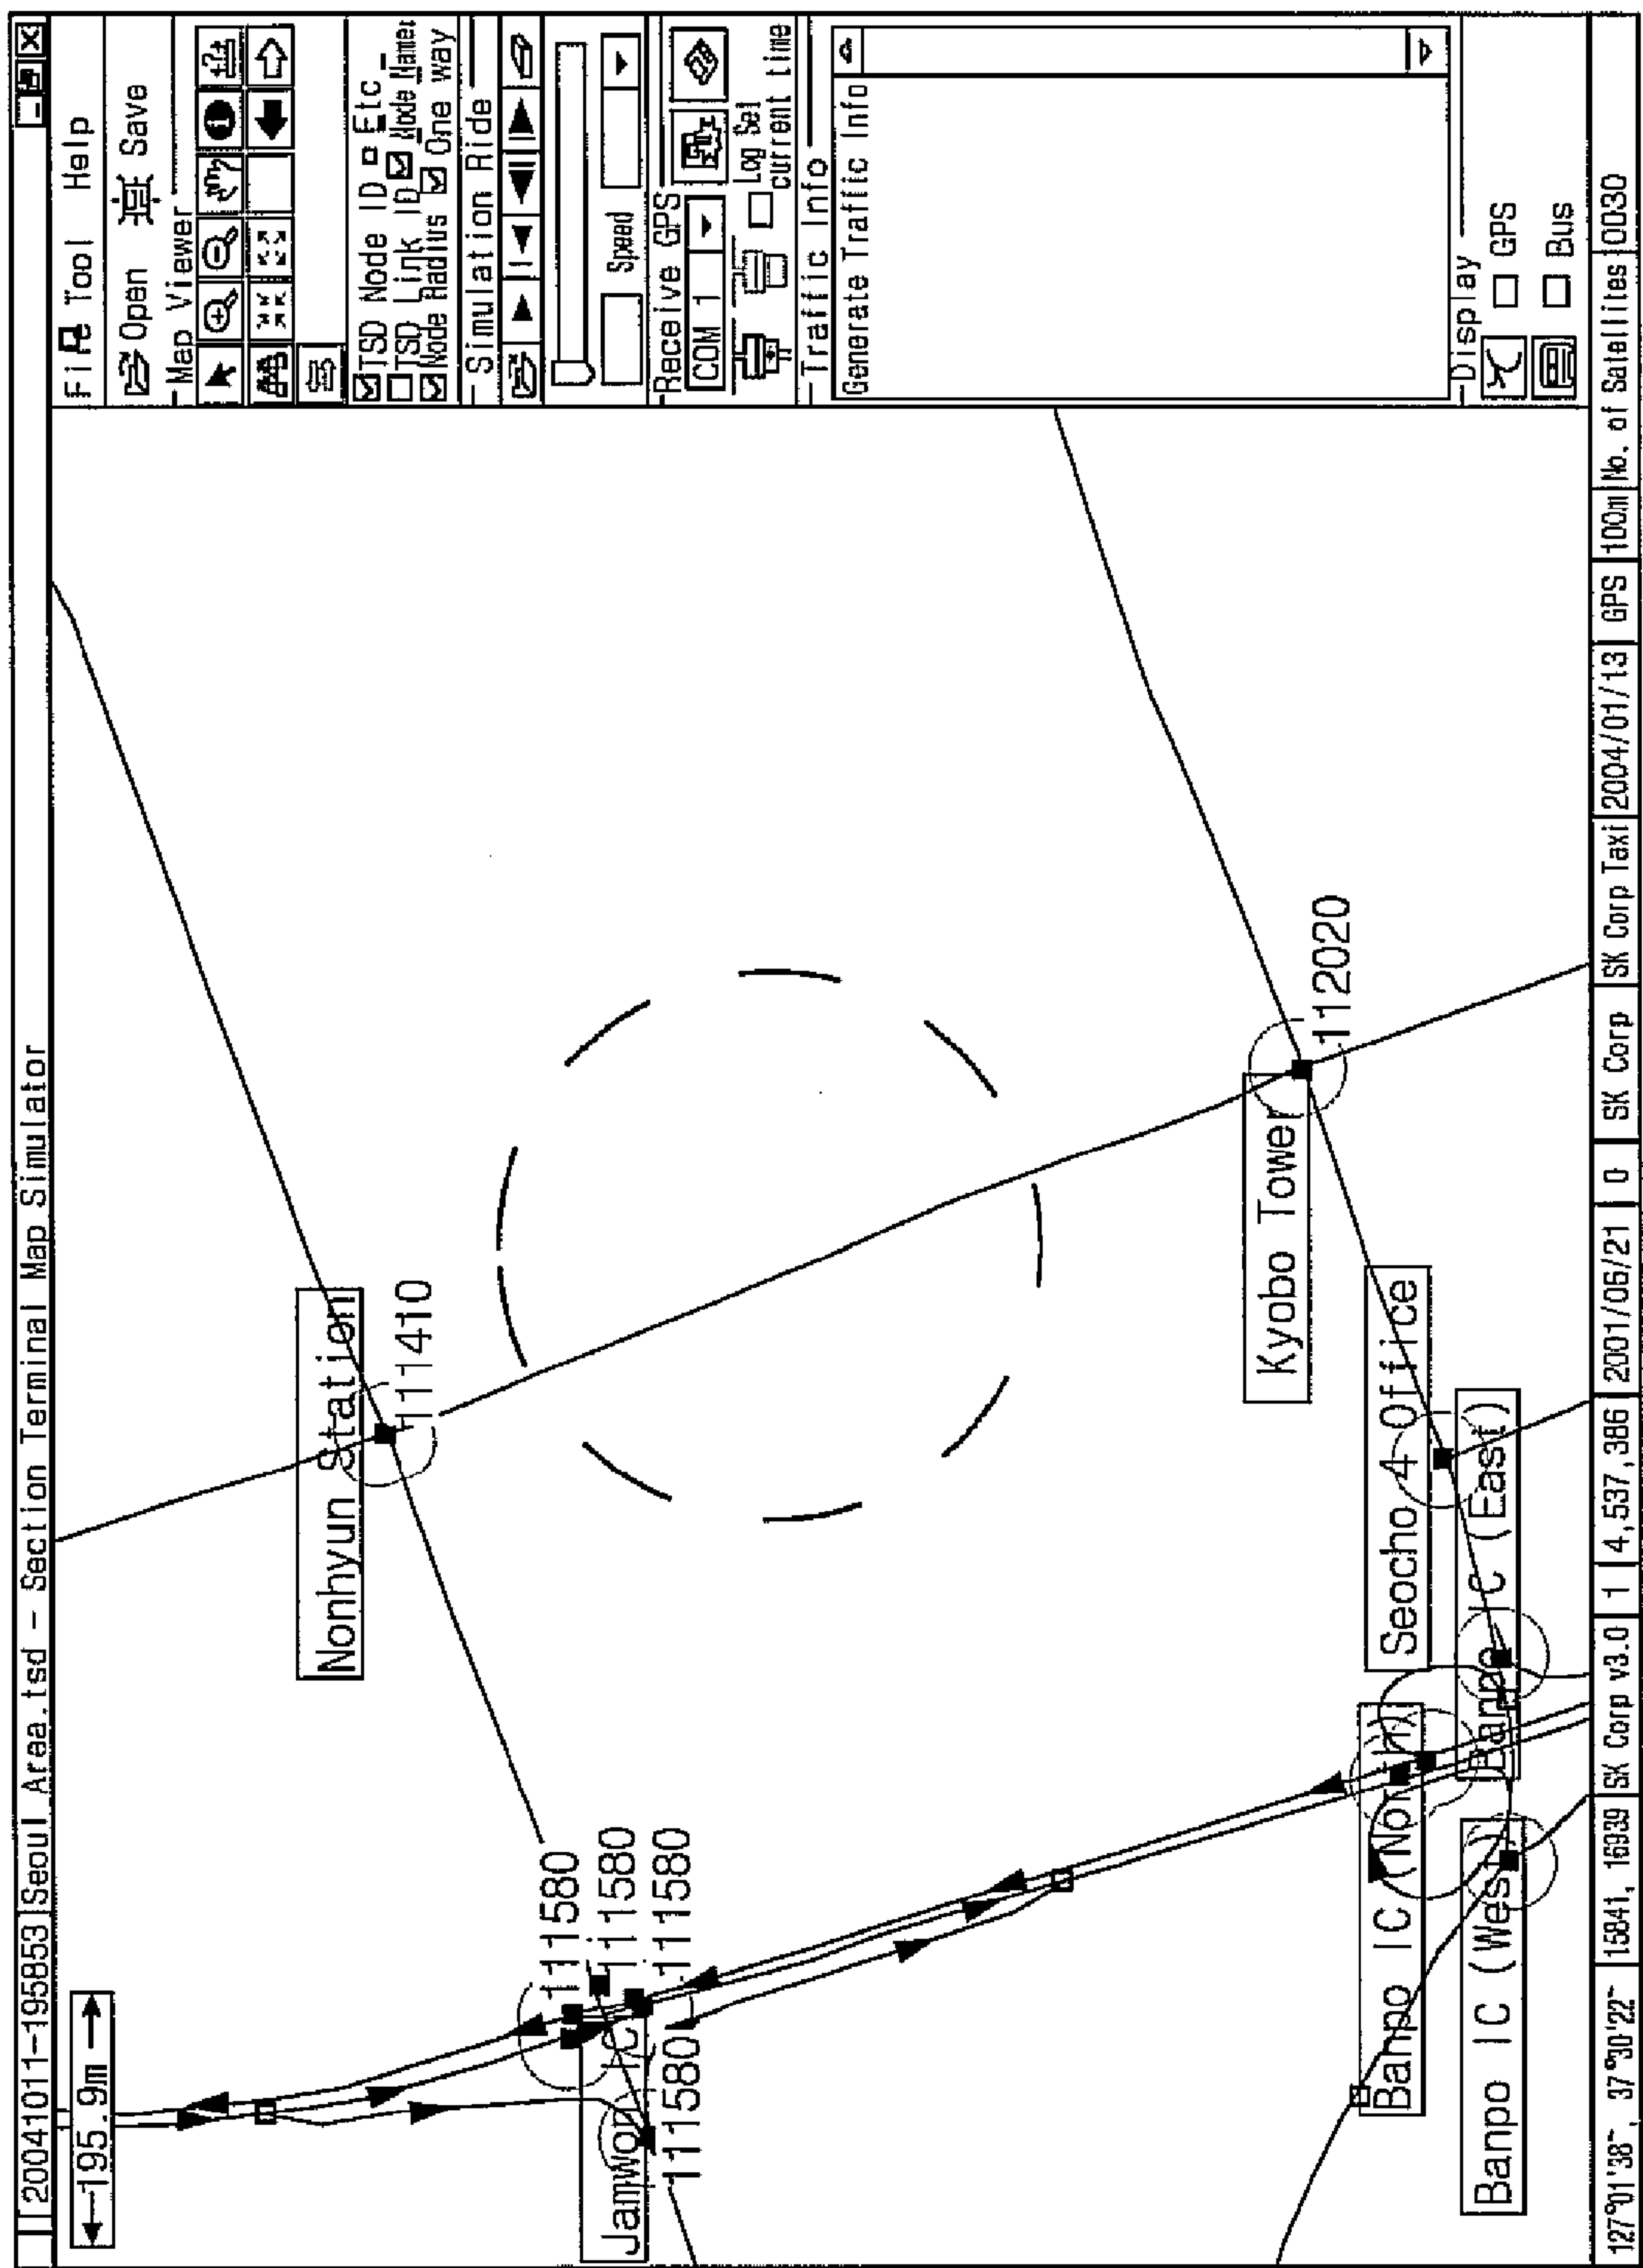 [20041011-195853]Seoul Area.tsd - Section Terminal Map Simulator
File Tool Help
Open Save
Map Viewer
TSD Node ID Etc
TSD Link ID Node Name
Node Radius One way
Simulation Ride
Speed
Receive GPS
COM 1
Log Sel
current time
Traffic Info
Generate Traffic Info
Display
GPS
Bus
195.9m
Nonhyun Station
111410
111580
111580
111580
Jamwon IC
111580
Kyobo Tower
112020
Seocho 4 Office
Banpo IC (East)
Banpo IC (North)
Banpo IC (West)
127°01'38", 37°30'22" 15841, 16939 SK Corp v3.0 1 4,537,386 2001/06/21 0 SK Corp SK Corp Taxi 2004/01/13 GPS 100m No. of Satellites 0030